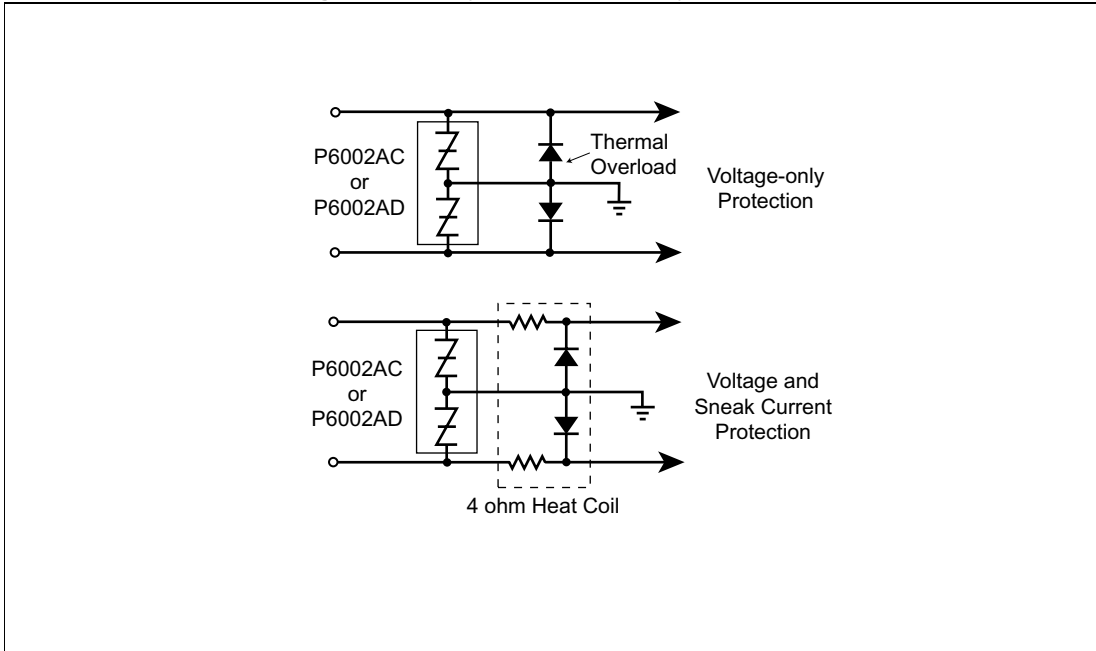 P6002AC
or
P6002AD
Thermal
Overload
Voltage-only
Protection
P6002AC
or
P6002AD
Voltage and
Sneak Current
Protection
4 ohm Heat Coil